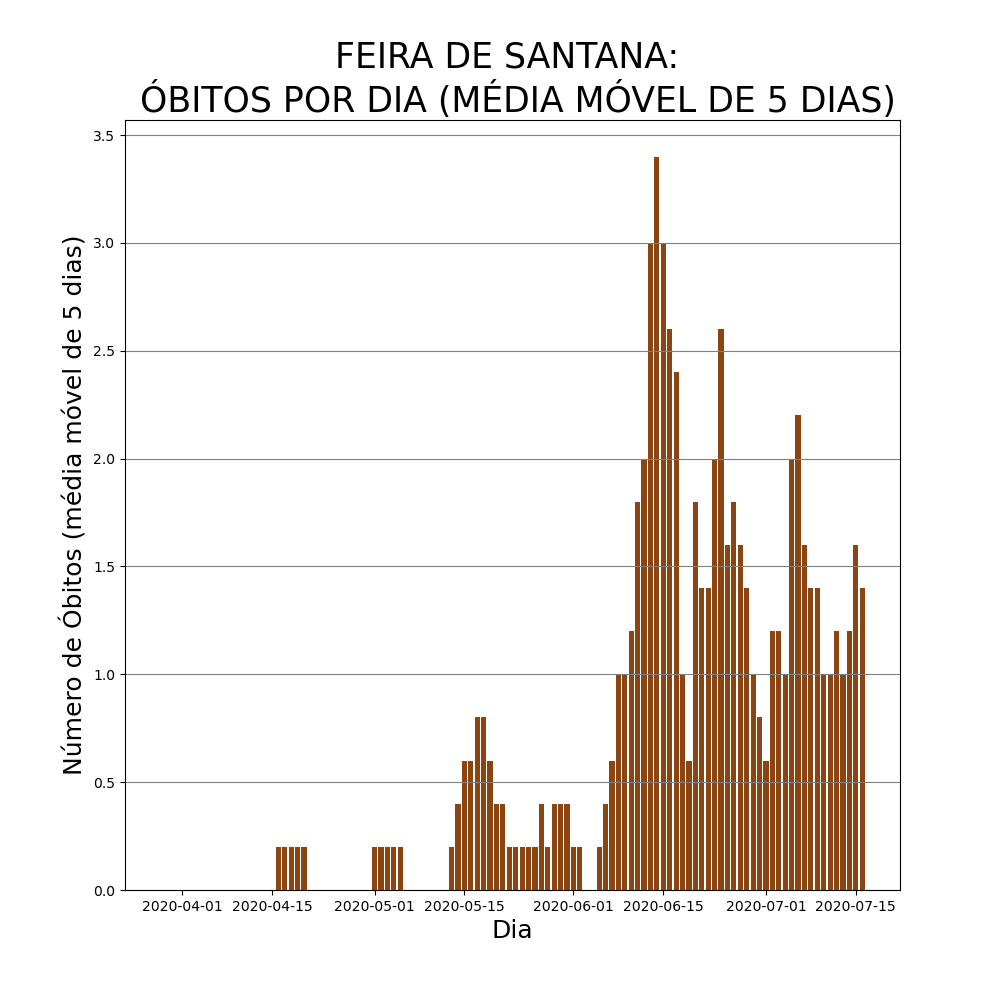 FEIRA DE SANTANA:
ÓBITOS POR DIA (MÉDIA MÓVEL DE 5 DIAS)
Número de Óbitos (média móvel de 5 dias)
3.5
3.0
2.5
2.0
1.5
1.0
0.5
0.0
2020-04-01 2020-04-15 2020-05-01 2020-05-15 2020-06-01 2020-06-15 2020-07-01 2020-07-15
Dia